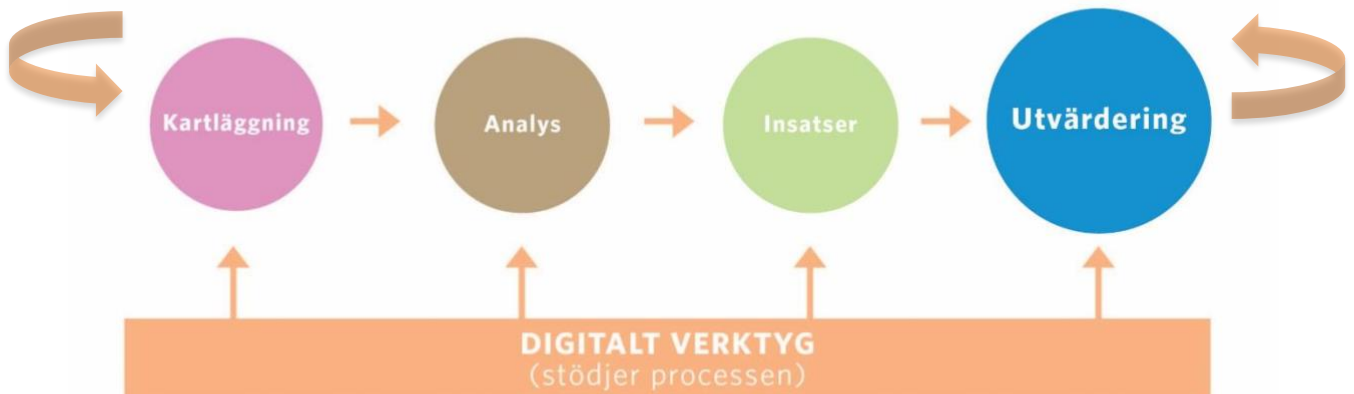 Kartläggning
Analys
Insatser
Utvärdering
DIGITALT VERKTYG
(stödjer processen)